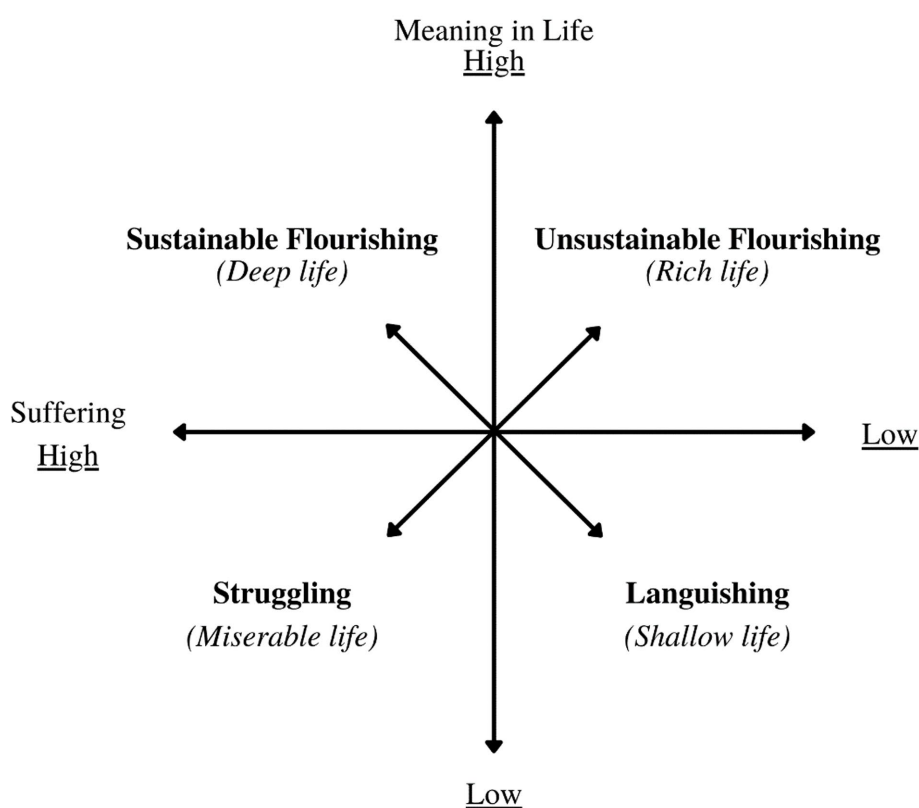 Meaning in Life
High
Sustainable Flourishing
(Deep life)
Unsustainable Flourishing
(Rich life)
Suffering
High
Low
Struggling
(Miserable life)
Languishing
(Shallow life)
Low